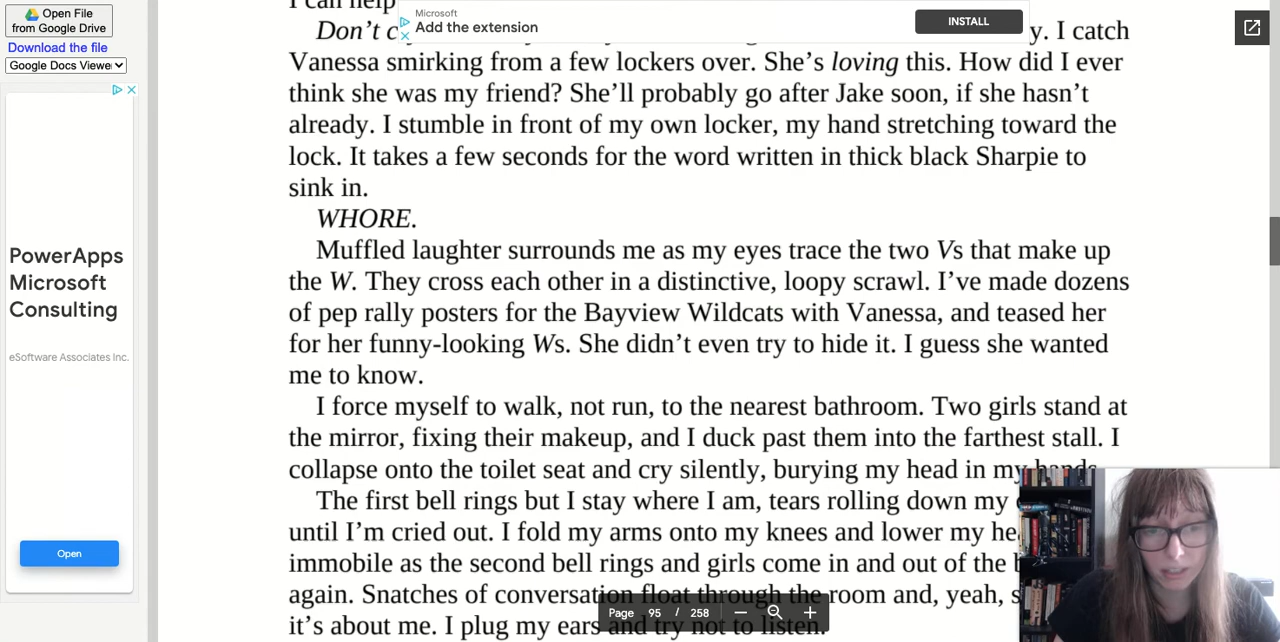 Open File
from Google Drive
Download the file
Google Docs Viewer
PowerApps
Microsoft
Consulting
eSoftware Associates Inc.
Open
Microsoft
Add the extension
INSTALL
I can help
Don't c
y. I catch
Vanessa smirking from a few lockers over. She's loving this. How did I ever
think she was my friend? She'll probably go after Jake soon, if she hasn't
already. I stumble in front of my own locker, my hand stretching toward the
lock. It takes a few seconds for the word written in thick black Sharpie to
sink in.
WHORE.
Muffled laughter surrounds me as my eyes trace the two Vs that make up
the W. They cross each other in a distinctive, loopy scrawl. I've made dozens
of pep rally posters for the Bayview Wildcats with Vanessa, and teased her
for her funny-looking Ws. She didn't even try to hide it. I guess she wanted
me to know.
I force myself to walk, not run, to the nearest bathroom. Two girls stand at
the mirror, fixing their makeup, and I duck past them into the farthest stall. I
collapse onto the toilet seat and cry silently, burying my head in my hands.
The first bell rings but I stay where I am, tears rolling down my
until I'm cried out. I fold my arms onto my knees and lower my he
immobile as the second bell rings and girls come in and out of the
again. Snatches of conversation float through the room and, yeah, s
it's about me. I plug my ears and try not to listen.
Page 95 / 258